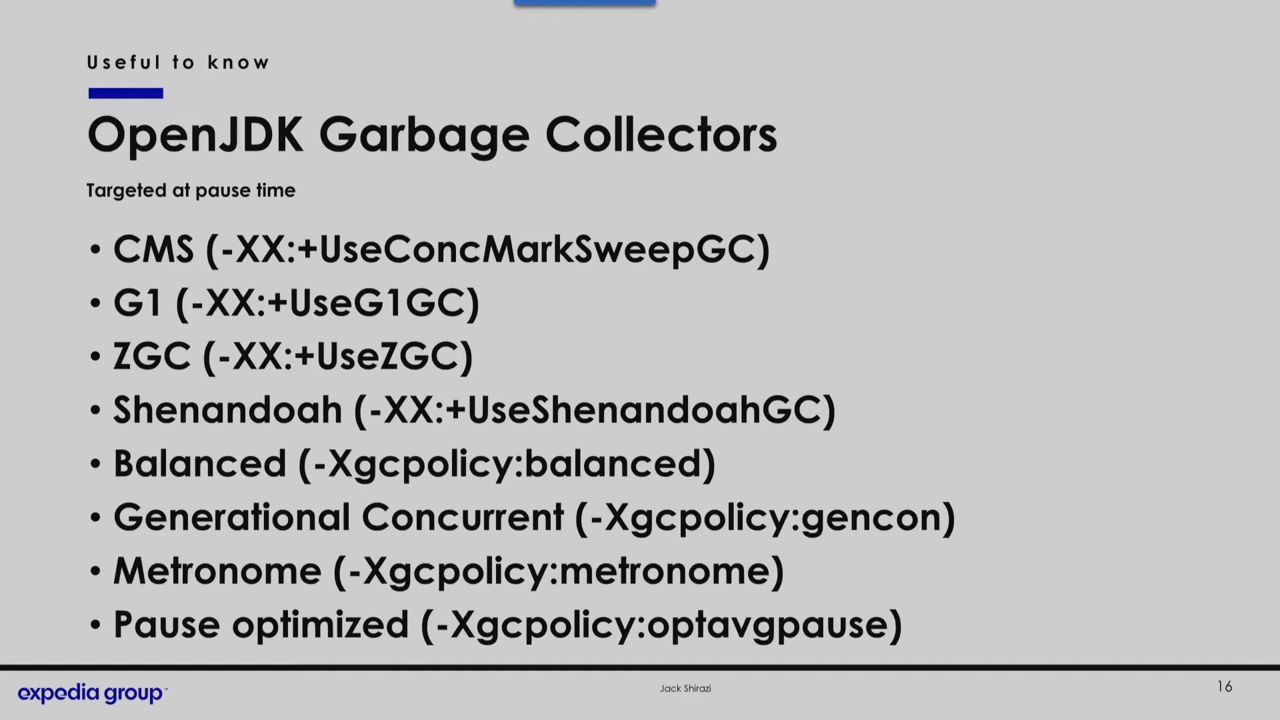 Useful to know
OpenJDK Garbage Collectors
Targeted at pause time
• CMS (-XX:+UseConcMarkSweepGC)
• G1 (-XX:+UseG1GC)
• ZGC (-XX:+UseZGC)
• Shenandoah (-XX:+UseShenandoahGC)
• Balanced (-Xgcpolicy:balanced)
• Generational Concurrent (-Xgcpolicy:gencon)
• Metronome (-Xgcpolicy:metronome)
• Pause optimized (-Xgcpolicy:optavgpause)
expedia group™
Jack Shirazi
16